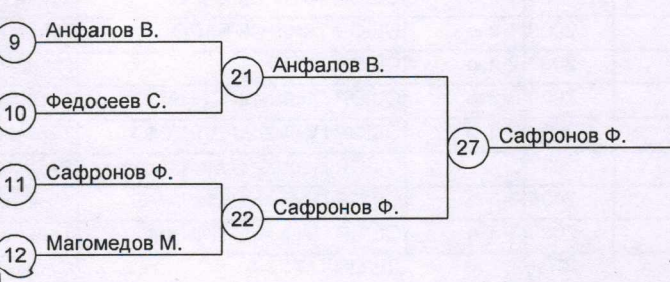 9 Анфалов В.
21 Анфалов В.
10 Федосеев С.
27 Сафронов Ф.
11 Сафронов Ф.
22 Сафронов Ф.
12 Магомедов М.